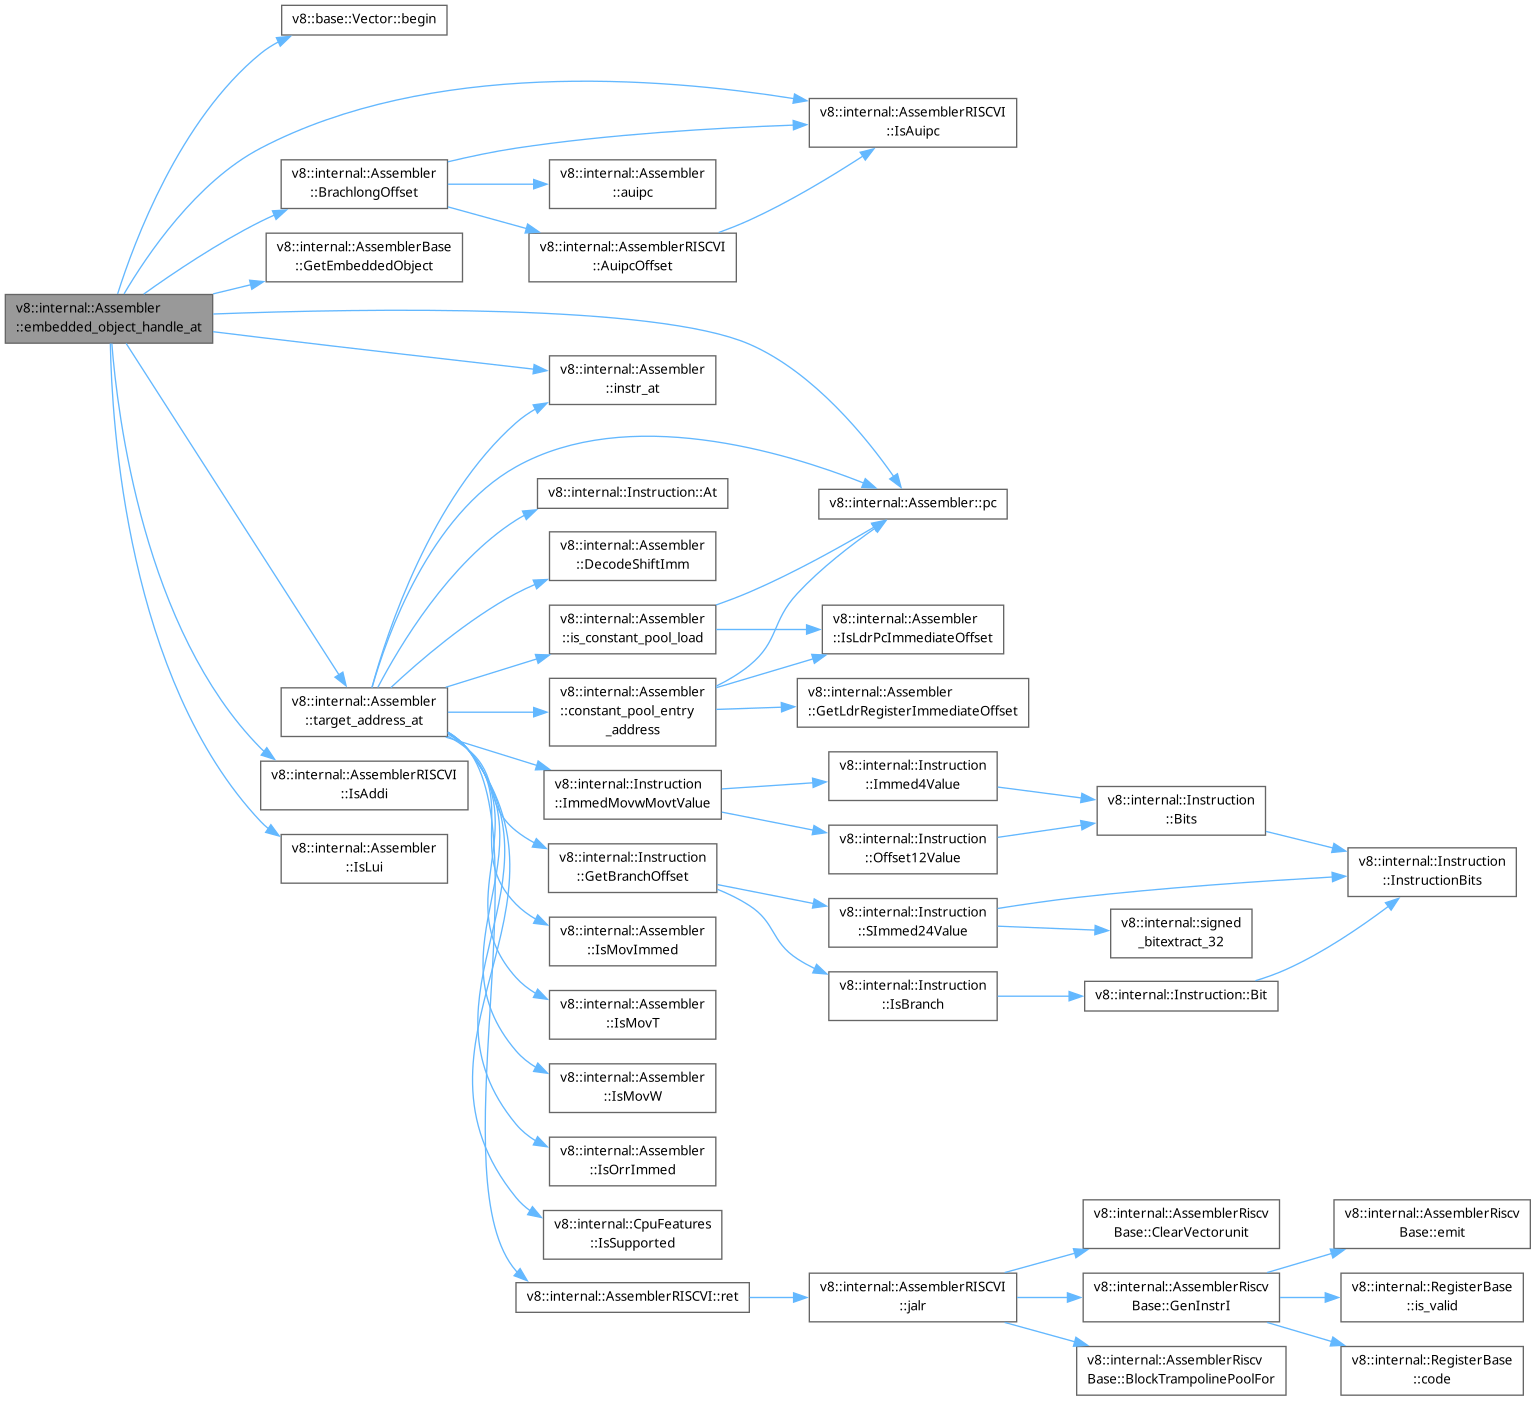 v8::base::Vector::begin
v8::internal::AssemblerRISCVI
::IsAuipc
v8::internal::Assembler
::BrachlongOffset
v8::internal::Assembler
::auipc
v8::internal::AssemblerBase
::GetEmbeddedObject
v8::internal::AssemblerRISCVI
::AuipcOffset
v8::internal::Assembler
::embedded_object_handle_at
v8::internal::Assembler
::instr_at
v8::internal::Instruction::At
v8::internal::Assembler::pc
v8::internal::Assembler
::DecodeShiftImm
v8::internal::Assembler
::is_constant_pool_load
v8::internal::Assembler
::IsLdrPcImmediateOffset
v8::internal::Assembler
::target_address_at
v8::internal::Assembler
::constant_pool_entry
_address
v8::internal::Assembler
::GetLdrRegisterImmediateOffset
v8::internal::AssemblerRISCVI
::IsAddi
v8::internal::Instruction
::ImmedMovwMovtValue
v8::internal::Instruction
::Immed4Value
v8::internal::Instruction
::Bits
v8::internal::Assembler
::IsLui
v8::internal::Instruction
::GetBranchOffset
v8::internal::Instruction
::Offset12Value
v8::internal::Instruction
::InstructionBits
v8::internal::Assembler
::IsMovImmed
v8::internal::Instruction
::SImmed24Value
v8::internal::signed
_bitextract_32
v8::internal::Assembler
::IsMovT
v8::internal::Instruction
::IsBranch
v8::internal::Instruction::Bit
v8::internal::Assembler
::IsMovW
v8::internal::Assembler
::IsOrrImmed
v8::internal::CpuFeatures
::IsSupported
v8::internal::AssemblerRiscv
Base::ClearVectorunit
v8::internal::AssemblerRiscv
Base::emit
v8::internal::AssemblerRISCVI::ret
v8::internal::AssemblerRISCVI
::jalr
v8::internal::AssemblerRiscv
Base::GenInstrI
v8::internal::RegisterBase
::is_valid
v8::internal::AssemblerRiscv
Base::BlockTrampolinePoolFor
v8::internal::RegisterBase
::code